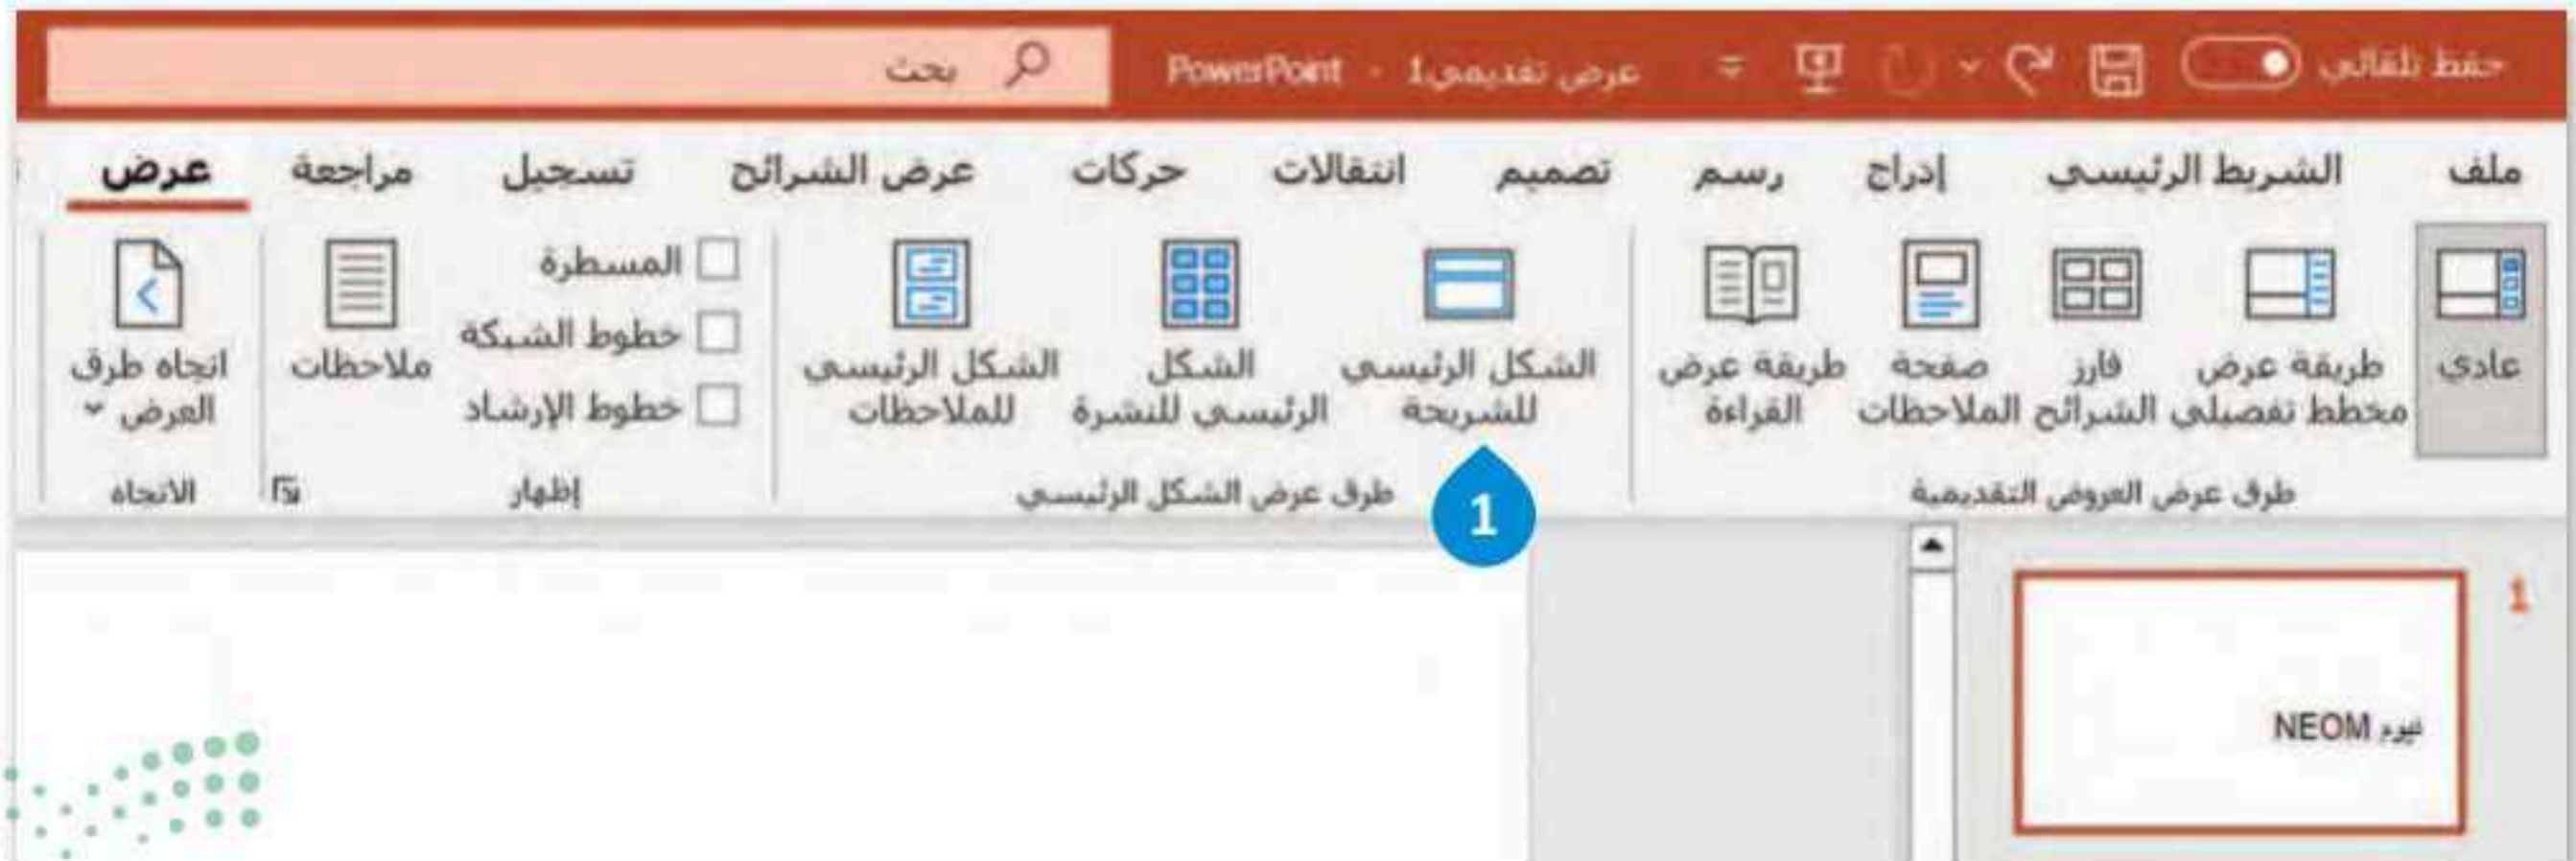 حفظ تلقائي
عرض تقديمي1 - PowerPoint
بحث
ملف
الشريط الرئيسي
إدراج
رسم
تصميم
انتقالات
حركات
عرض الشرائح
تسجيل
مراجعة
عرض
عادي
طريقة عرض
مخطط تفصيلي
فارز
الشرائح
صفحة
الملاحظات
طريقة عرض
القراءة
طرق عرض العروض التقديمية
الشكل الرئيسي
للشريحة
الشكل
الرئيسي للنشرة
الشكل الرئيسي
للملاحظات
طرق عرض الشكل الرئيسي
المسطرة
خطوط الشبكة
خطوط الإرشاد
ملاحظات
إظهار
اتجاه طرق
العرض
الاتجاه
1
1
نيوم NEOM